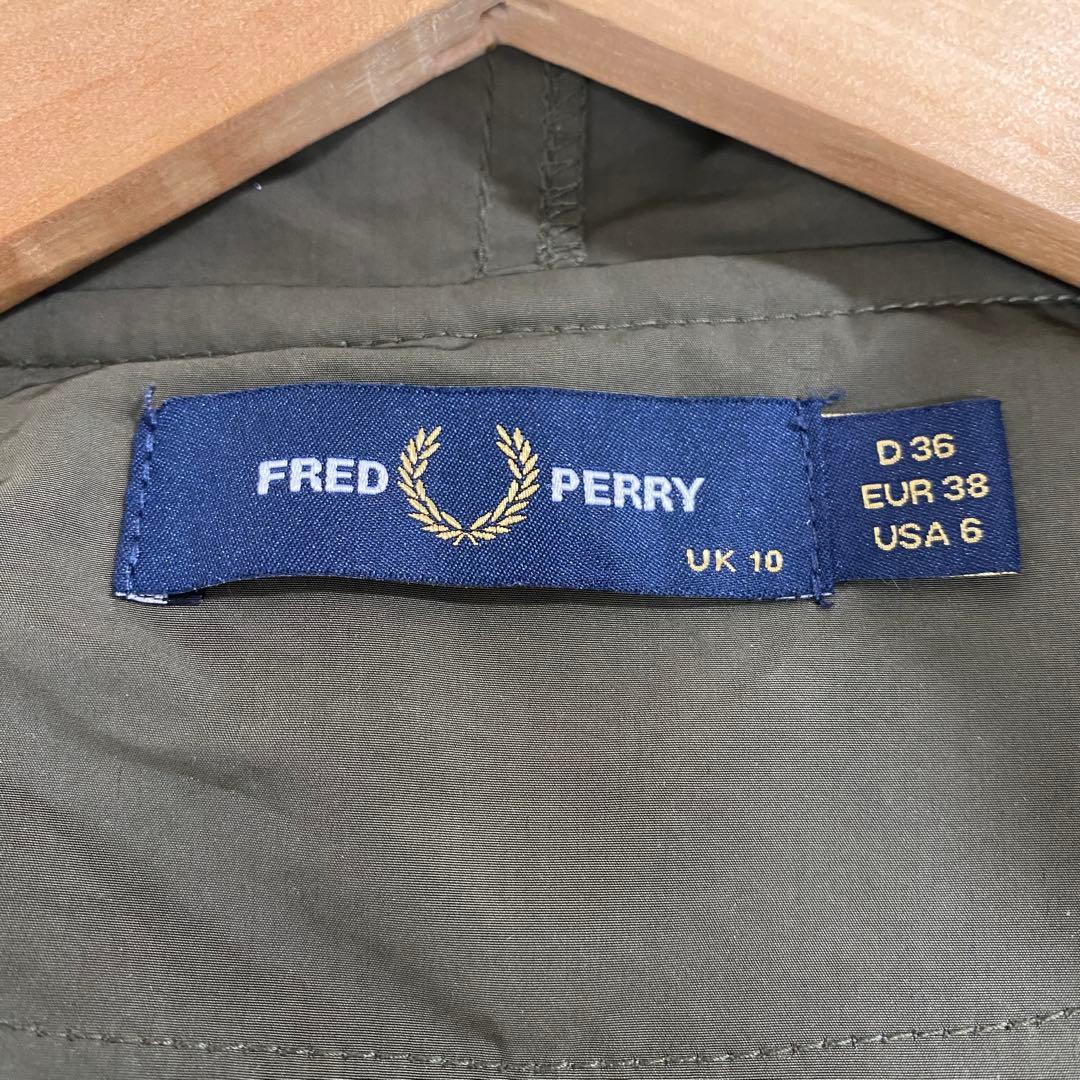 FRED PERRY
UK 10
D 36
EUR 38
USA 6